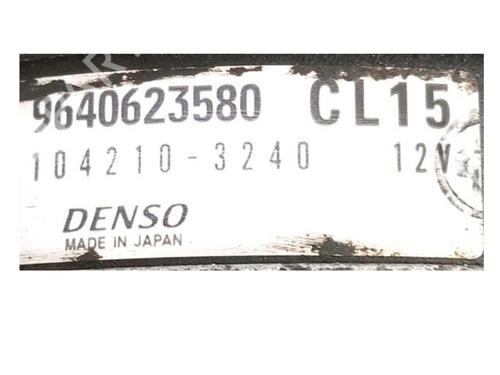 9640623580 CL15
104210-3240 12V
DENSO
MADE IN JAPAN